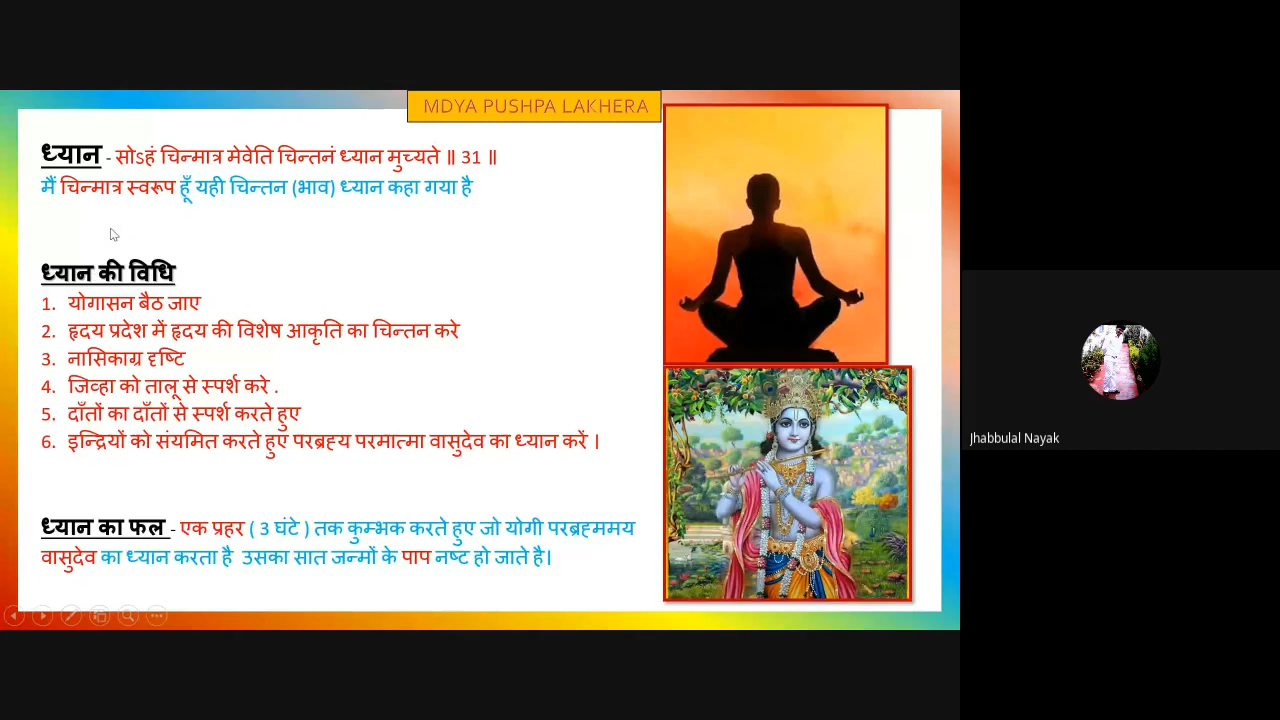 MDYA PUSHPA LAKHERA
ध्यान - सोऽहं चिन्मात्र मेवेति चिन्तनं ध्यान मुच्यते ॥ 31 ॥
मैं चिन्मात्र स्वरूप हूँ यही चिन्तन (भाव) ध्यान कहा गया है
ध्यान की विधि
1. योगासन बैठ जाए
2. हृदय प्रदेश में हृदय की विशेष आकृति का चिन्तन करे
3. नासिकाग्र दृष्टि
4. जिव्हा को तालू से स्पर्श करे .
5. दाँतों का दाँतों से स्पर्श करते हुए
6. इन्द्रियों को संयमित करते हुए परब्रह्य परमात्मा वासुदेव का ध्यान करें ।
ध्यान का फल - एक प्रहर ( 3 घंटे ) तक कुम्भक करते हुए जो योगी परब्रह्ममय
वासुदेव का ध्यान करता है उसका सात जन्मों के पाप नष्ट हो जाते है।
Jhabbulal Nayak